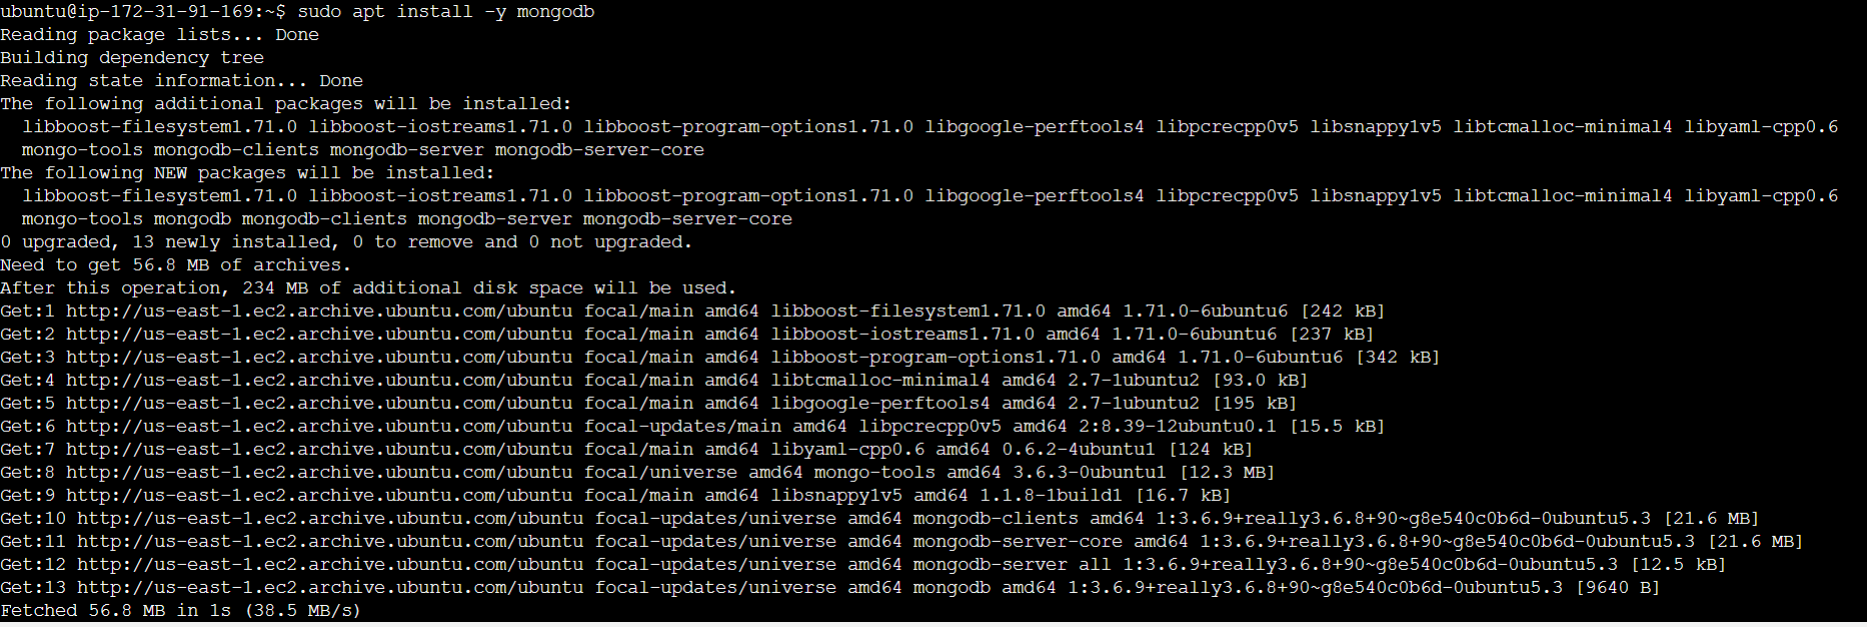 ubuntu@ip-172-31-91-169:~$ sudo apt install -y mongodb
Reading package lists... Done
Building dependency tree
Reading state information... Done
The following additional packages will be installed:
  libboost-filesystem1.71.0 libboost-iostreams1.71.0 libboost-program-options1.71.0 libgoogle-perftools4 libpcrecpp0v5 libsnappy1v5 libtcmalloc-minimal4 libyaml-cpp0.6
  mongo-tools mongodb-clients mongodb-server mongodb-server-core
The following NEW packages will be installed:
  libboost-filesystem1.71.0 libboost-iostreams1.71.0 libboost-program-options1.71.0 libgoogle-perftools4 libpcrecpp0v5 libsnappy1v5 libtcmalloc-minimal4 libyaml-cpp0.6
  mongo-tools mongodb mongodb-clients mongodb-server mongodb-server-core
0 upgraded, 13 newly installed, 0 to remove and 0 not upgraded.
Need to get 56.8 MB of archives.
After this operation, 234 MB of additional disk space will be used.
Get:1 http://us-east-1.ec2.archive.ubuntu.com/ubuntu focal/main amd64 libboost-filesystem1.71.0 amd64 1.71.0-6ubuntu6 [242 kB]
Get:2 http://us-east-1.ec2.archive.ubuntu.com/ubuntu focal/main amd64 libboost-iostreams1.71.0 amd64 1.71.0-6ubuntu6 [237 kB]
Get:3 http://us-east-1.ec2.archive.ubuntu.com/ubuntu focal/main amd64 libboost-program-options1.71.0 amd64 1.71.0-6ubuntu6 [342 kB]
Get:4 http://us-east-1.ec2.archive.ubuntu.com/ubuntu focal/main amd64 libtcmalloc-minimal4 amd64 2.7-1ubuntu2 [93.0 kB]
Get:5 http://us-east-1.ec2.archive.ubuntu.com/ubuntu focal/main amd64 libgoogle-perftools4 amd64 2.7-1ubuntu2 [195 kB]
Get:6 http://us-east-1.ec2.archive.ubuntu.com/ubuntu focal-updates/main amd64 libpcrecpp0v5 amd64 2:8.39-12ubuntu0.1 [15.5 kB]
Get:7 http://us-east-1.ec2.archive.ubuntu.com/ubuntu focal/main amd64 libyaml-cpp0.6 amd64 0.6.2-4ubuntu1 [124 kB]
Get:8 http://us-east-1.ec2.archive.ubuntu.com/ubuntu focal/universe amd64 mongo-tools amd64 3.6.3-0ubuntu1 [12.3 MB]
Get:9 http://us-east-1.ec2.archive.ubuntu.com/ubuntu focal/main amd64 libsnappy1v5 amd64 1.1.8-1build1 [16.7 kB]
Get:10 http://us-east-1.ec2.archive.ubuntu.com/ubuntu focal-updates/universe amd64 mongodb-clients amd64 1:3.6.9+really3.6.8+90~g8e540c0b6d-0ubuntu5.3 [21.6 MB]
Get:11 http://us-east-1.ec2.archive.ubuntu.com/ubuntu focal-updates/universe amd64 mongodb-server-core amd64 1:3.6.9+really3.6.8+90~g8e540c0b6d-0ubuntu5.3 [21.6 MB]
Get:12 http://us-east-1.ec2.archive.ubuntu.com/ubuntu focal-updates/universe amd64 mongodb-server all 1:3.6.9+really3.6.8+90~g8e540c0b6d-0ubuntu5.3 [12.5 kB]
Get:13 http://us-east-1.ec2.archive.ubuntu.com/ubuntu focal-updates/universe amd64 mongodb amd64 1:3.6.9+really3.6.8+90~g8e540c0b6d-0ubuntu5.3 [9640 B]
Fetched 56.8 MB in 1s (38.5 MB/s)